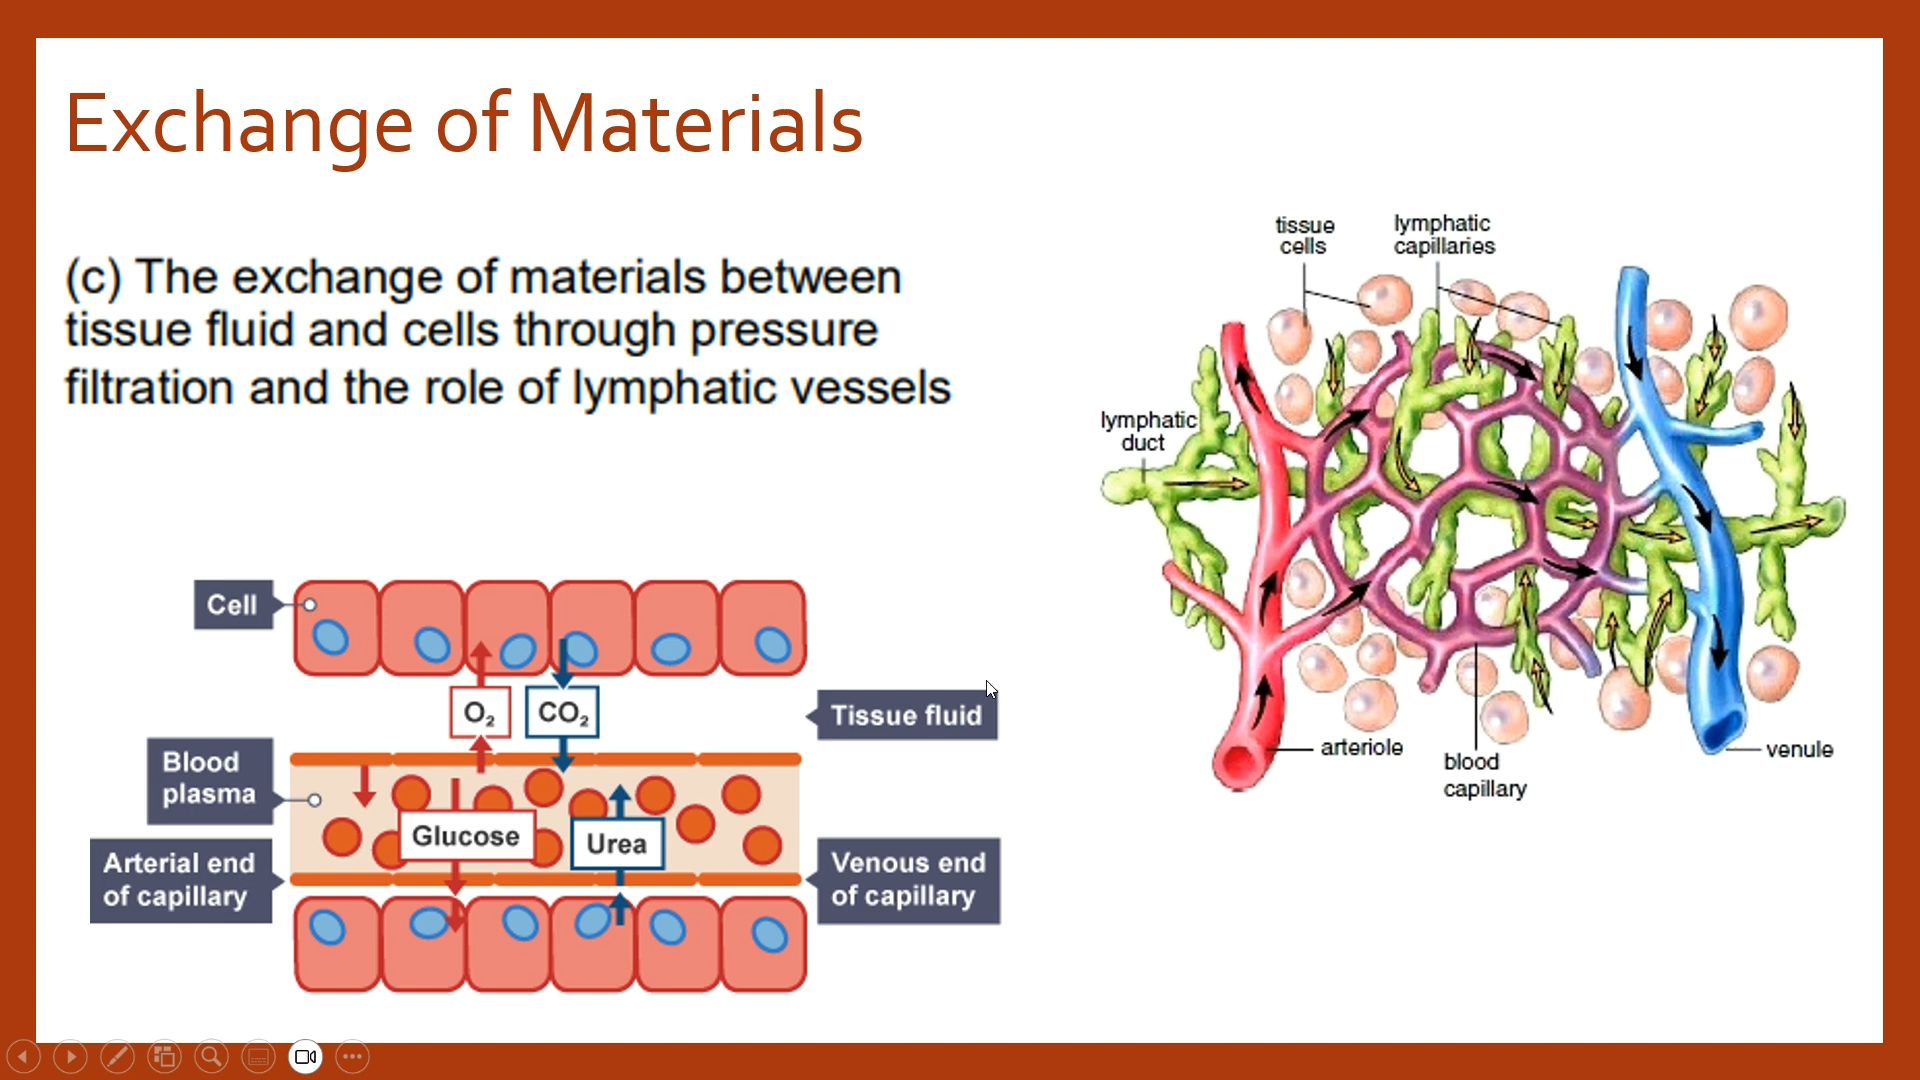 Exchange of Materials
(c) The exchange of materials between
tissue fluid and cells through pressure
filtration and the role of lymphatic vessels
Cell
O₂
CO₂
Tissue fluid
Blood
plasma
Glucose
Urea
Arterial end
of capillary
Venous end
of capillary
tissue
cells
lymphatic
capillaries
lymphatic
duct
arteriole
blood
capillary
venule